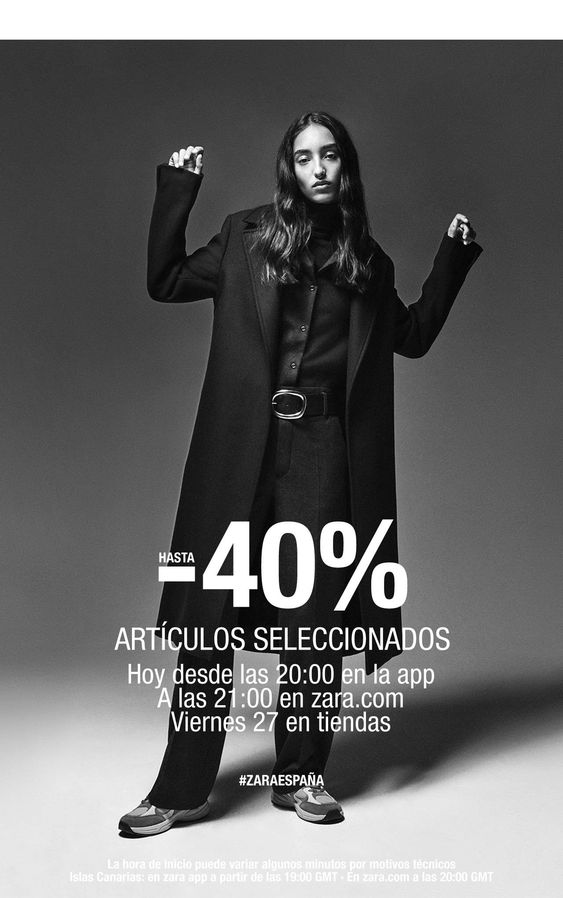 HASTA
-40%
ARTÍCULOS SELECCIONADOS
Hoy desde las 20:00 en la app
A las 21:00 en zara.com
Viernes 27 en tiendas
#ZARAESPAÑA
La hora de inicio puede variar algunos minutos por motivos técnicos
Islas Canarias: en zara app a partir de las 19:00 GMT - En zara.com a las 20:00 GMT